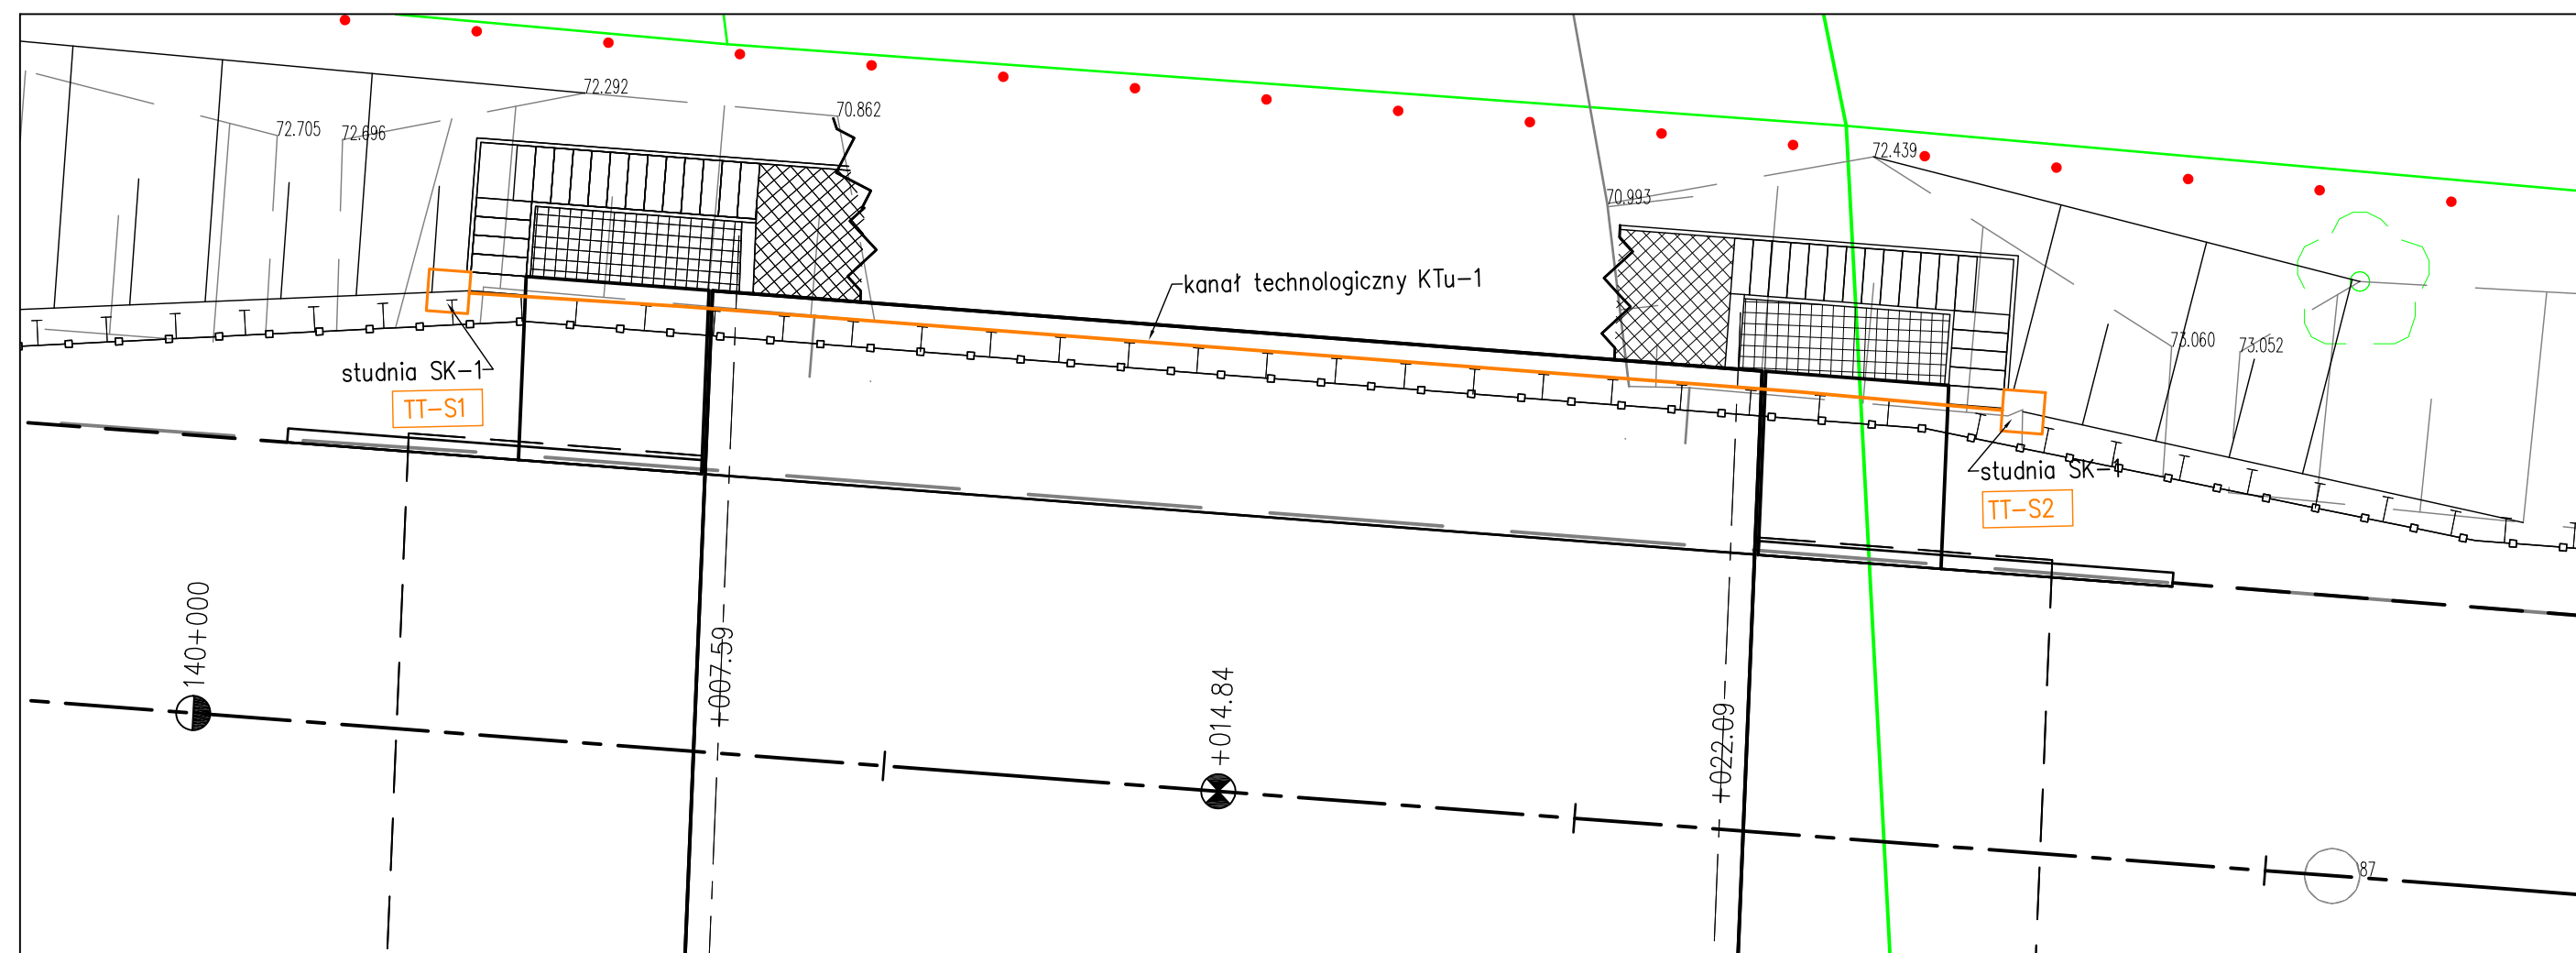 72.292
70.862
72.705
72.696
72.439
70.993
kanał technologiczny KTu-1
73.060
73.052
studnia SK-1
TT-S1
studnia SK-1
TT-S2
140+000
+007.59
+014.84
+022.09
87